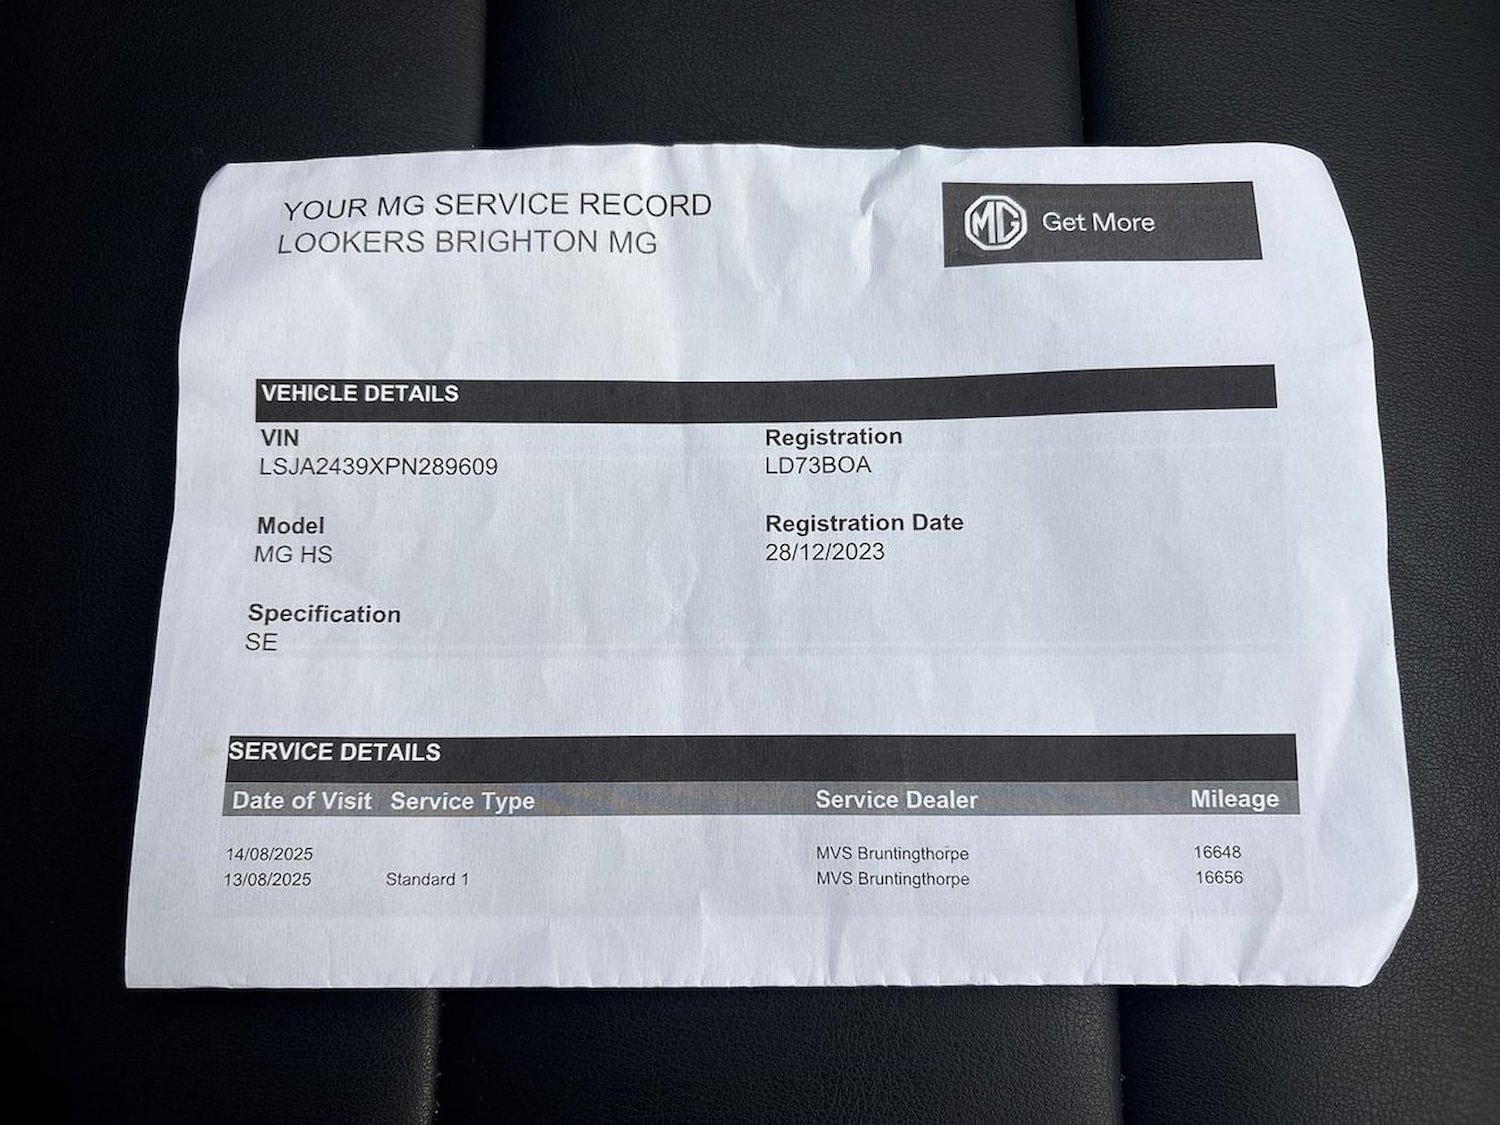 YOUR MG SERVICE RECORD
LOOKERS BRIGHTON MG
MG Get More
VEHICLE DETAILS
VIN Registration
LSJA2439XPN289609 LD73BOA
Model Registration Date
MG HS 28/12/2023
Specification
SE
SERVICE DETAILS
Date of Visit Service Type Service Dealer Mileage
14/08/2025 MVS Bruntingthorpe 16648
13/08/2025 Standard 1 MVS Bruntingthorpe 16656